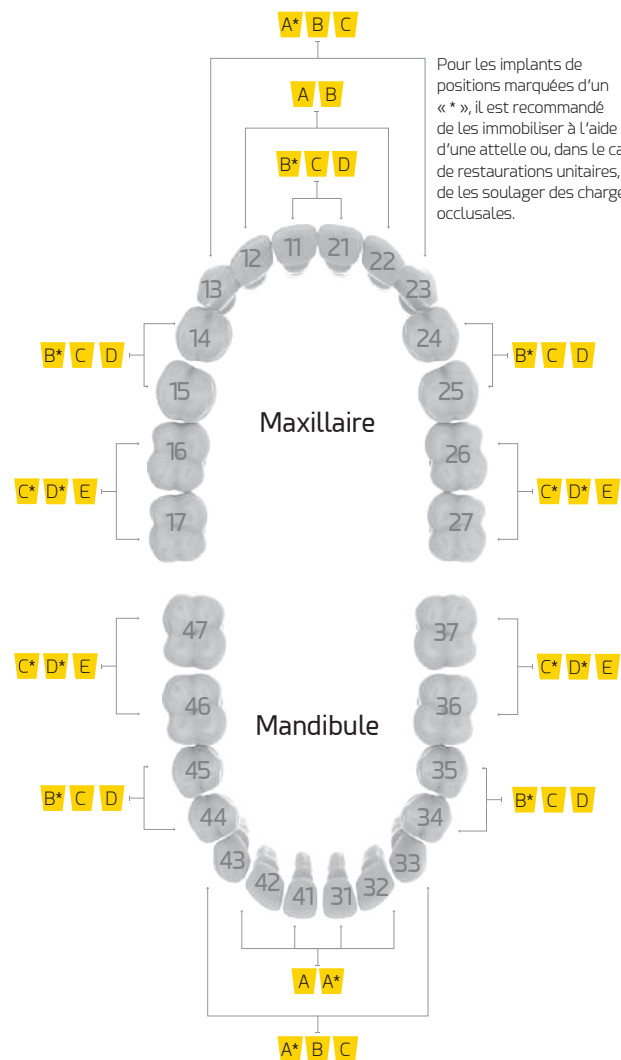 A* B C
Pour les implants de
positions marquées d'un
« * », il est recommandé
de les immobiliser à l'aide
d'une attelle ou, dans le ca
de restaurations unitaires,
de les soulager des charge
occlusales.
A B
B* C D
11 21
12 22
13 23
14 24
B* C D B* C D
15 25
Maxillaire
16 26
C* D* E C* D* E
17 27
47 37
C* D* E C* D* E
46 36
Mandibule
45 35
B* C D B* C D
44 34
43 33
42 32
41 31
A A*
A* B C